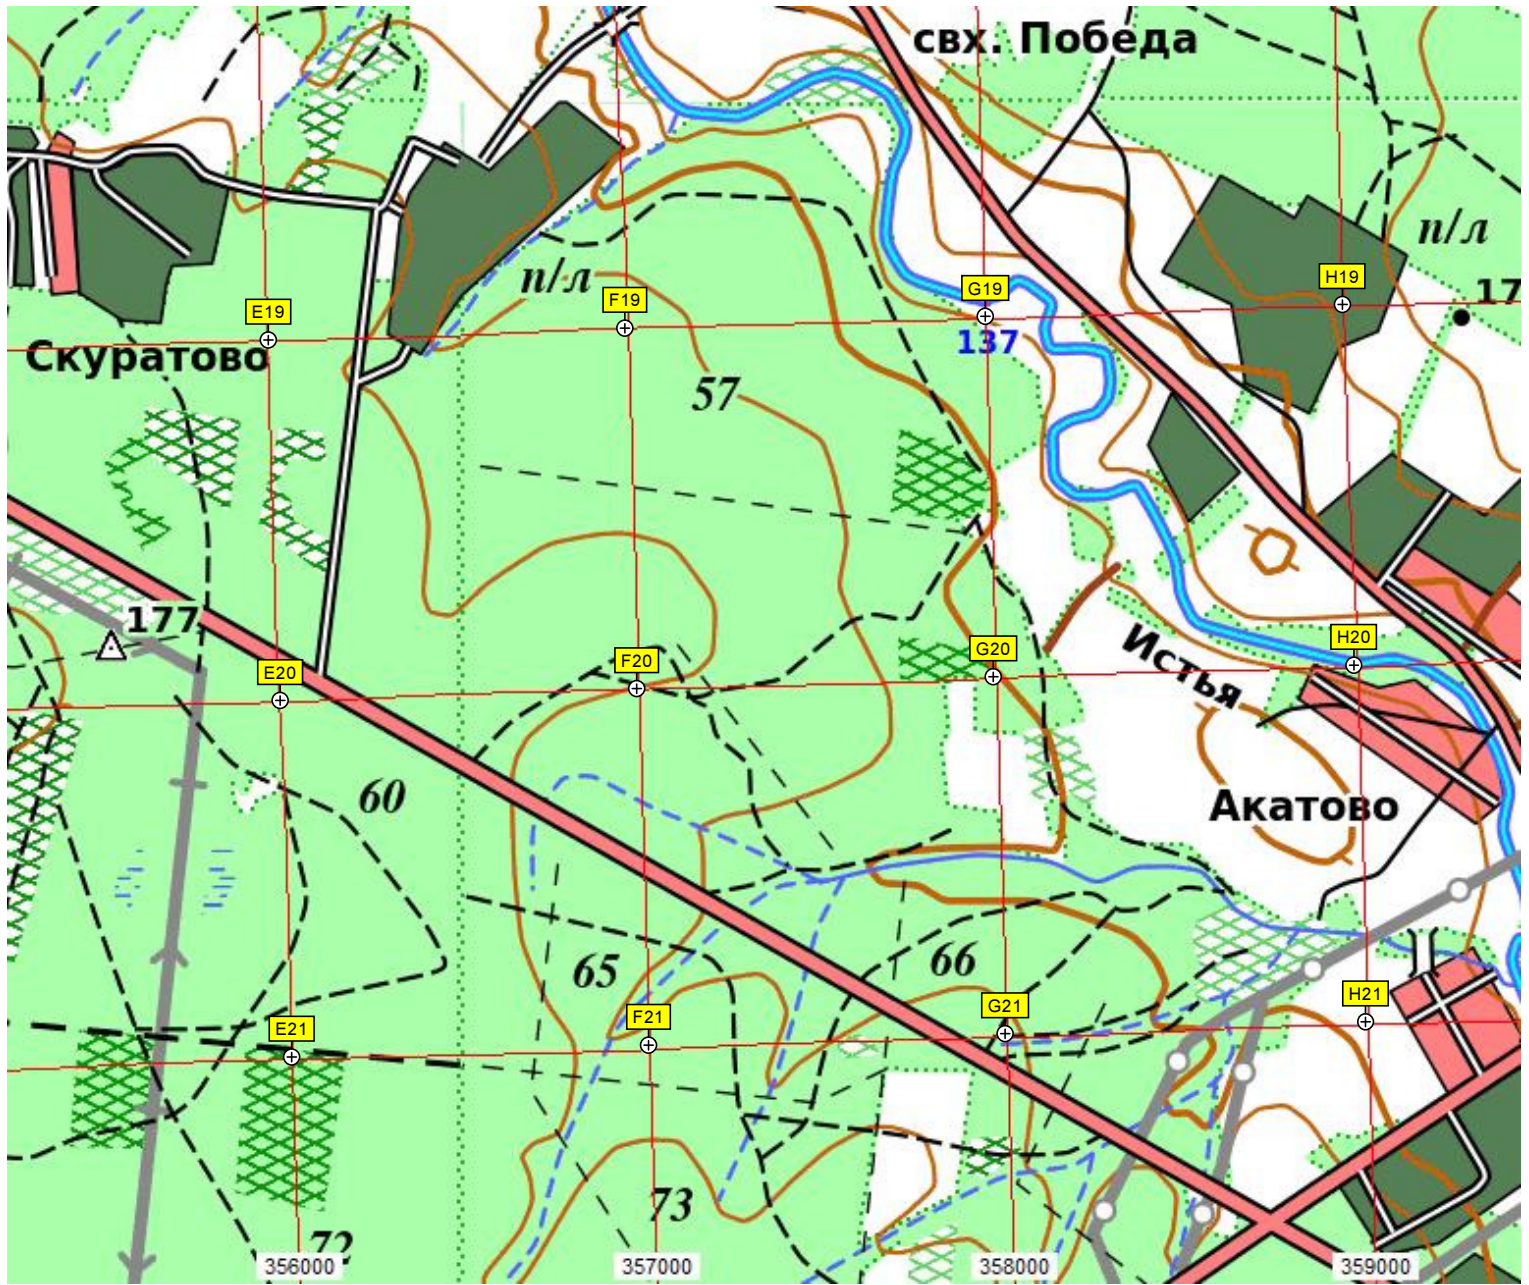 свх. Победа
п/л
п/л
G19
H19
17
E19
F19
137
Скуратово
57
177
E20
F20
G20
H20
Истья
60
Акатово
65
66
E21
F21
G21
H21
73
72
356000
357000
358000
359000